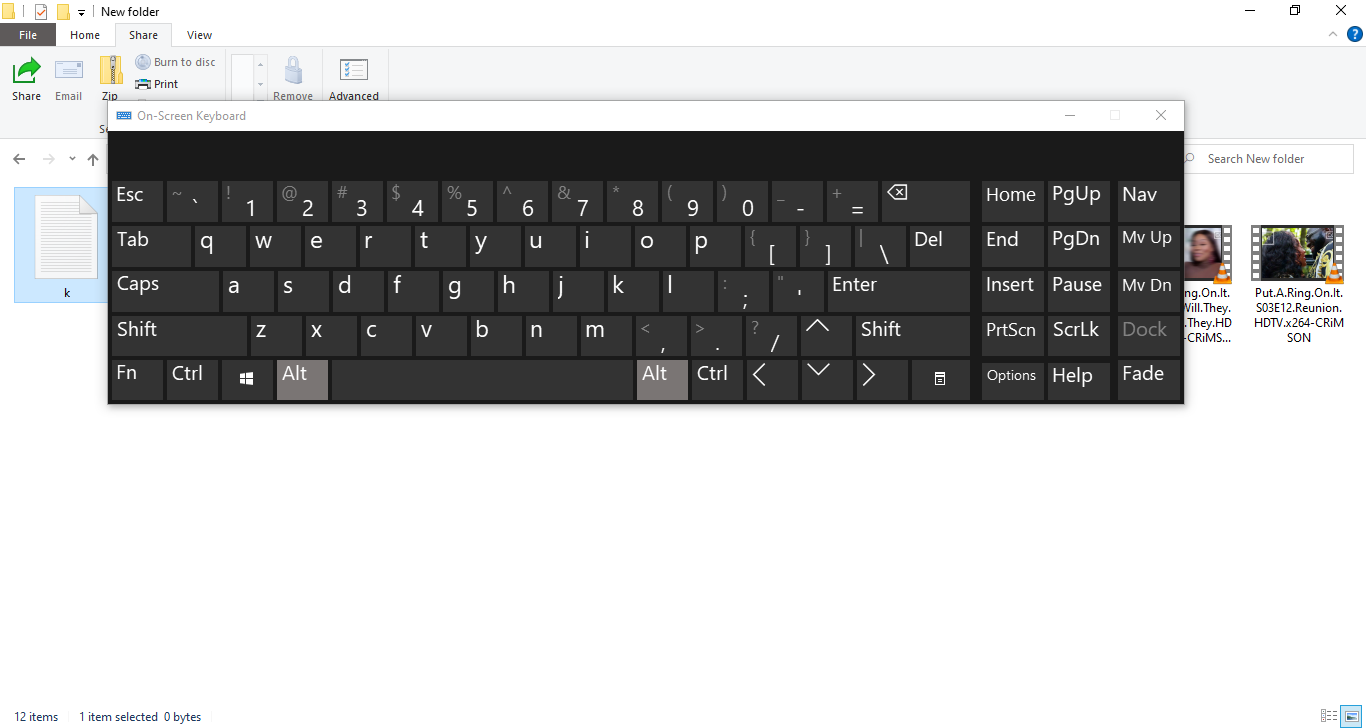 New folder
File Home Share View
Burn to disc
Print
Share Email Zip Remove Advanced
On-Screen Keyboard
Search New folder
Esc ~ ` ! 1 @ 2 # 3 $ 4 % 5 ^ 6 & 7 * 8 ( 9 ) 0 _ - + = Home PgUp Nav
Tab q w e r t y u i o p { [ } ] | \ Del End PgDn Mv Up
Caps a s d f g h j k l : ; " ' Enter Insert Pause Mv Dn
Shift z x c v b n m < , > . ? / Shift PrtScn ScrLk Dock
Fn Ctrl Alt Alt Ctrl Options Help Fade
k
ng.On.It.
Will.They.
.They.HD
-CRiMS...
Put.A.Ring.On.It.
S03E12.Reunion.
HDTV.x264-CRiM
SON
12 items 1 item selected 0 bytes